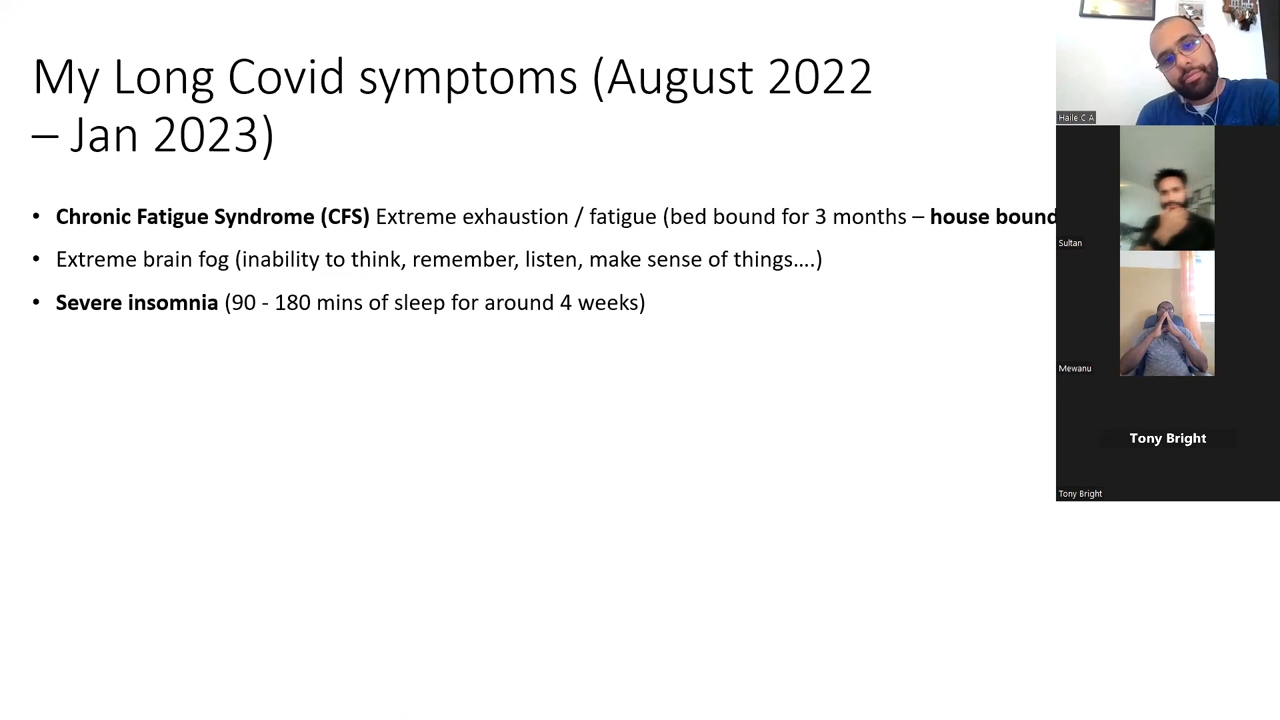 My Long Covid symptoms (August 2022
– Jan 2023)
• Chronic Fatigue Syndrome (CFS) Extreme exhaustion / fatigue (bed bound for 3 months – house bound
• Extreme brain fog (inability to think, remember, listen, make sense of things….)
• Severe insomnia (90 - 180 mins of sleep for around 4 weeks)
Haile C A
Sultan
Mewanu
Tony Bright
Tony Bright